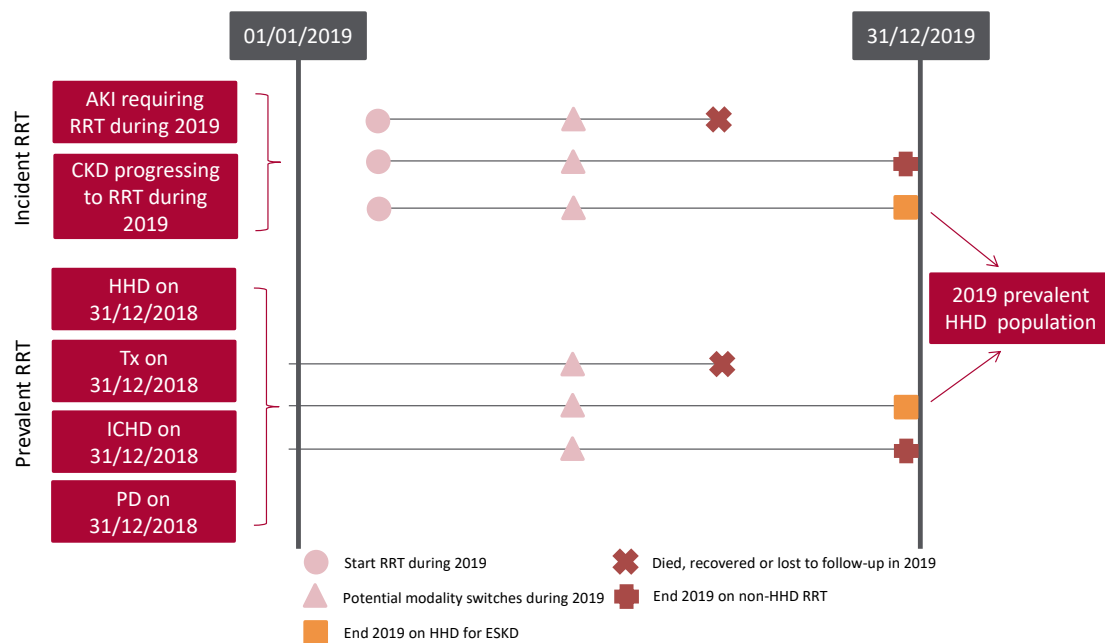 01/01/2019
31/12/2019
Incident RRT
AKI requiring
RRT during 2019
CKD progressing
to RRT during
2019
Prevalent RRT
HHD on
31/12/2018
Tx on
31/12/2018
ICHD on
31/12/2018
PD on
31/12/2018
2019 prevalent
HHD population
Start RRT during 2019
Died, recovered or lost to follow-up in 2019
Potential modality switches during 2019
End 2019 on non-HHD RRT
End 2019 on HHD for ESKD